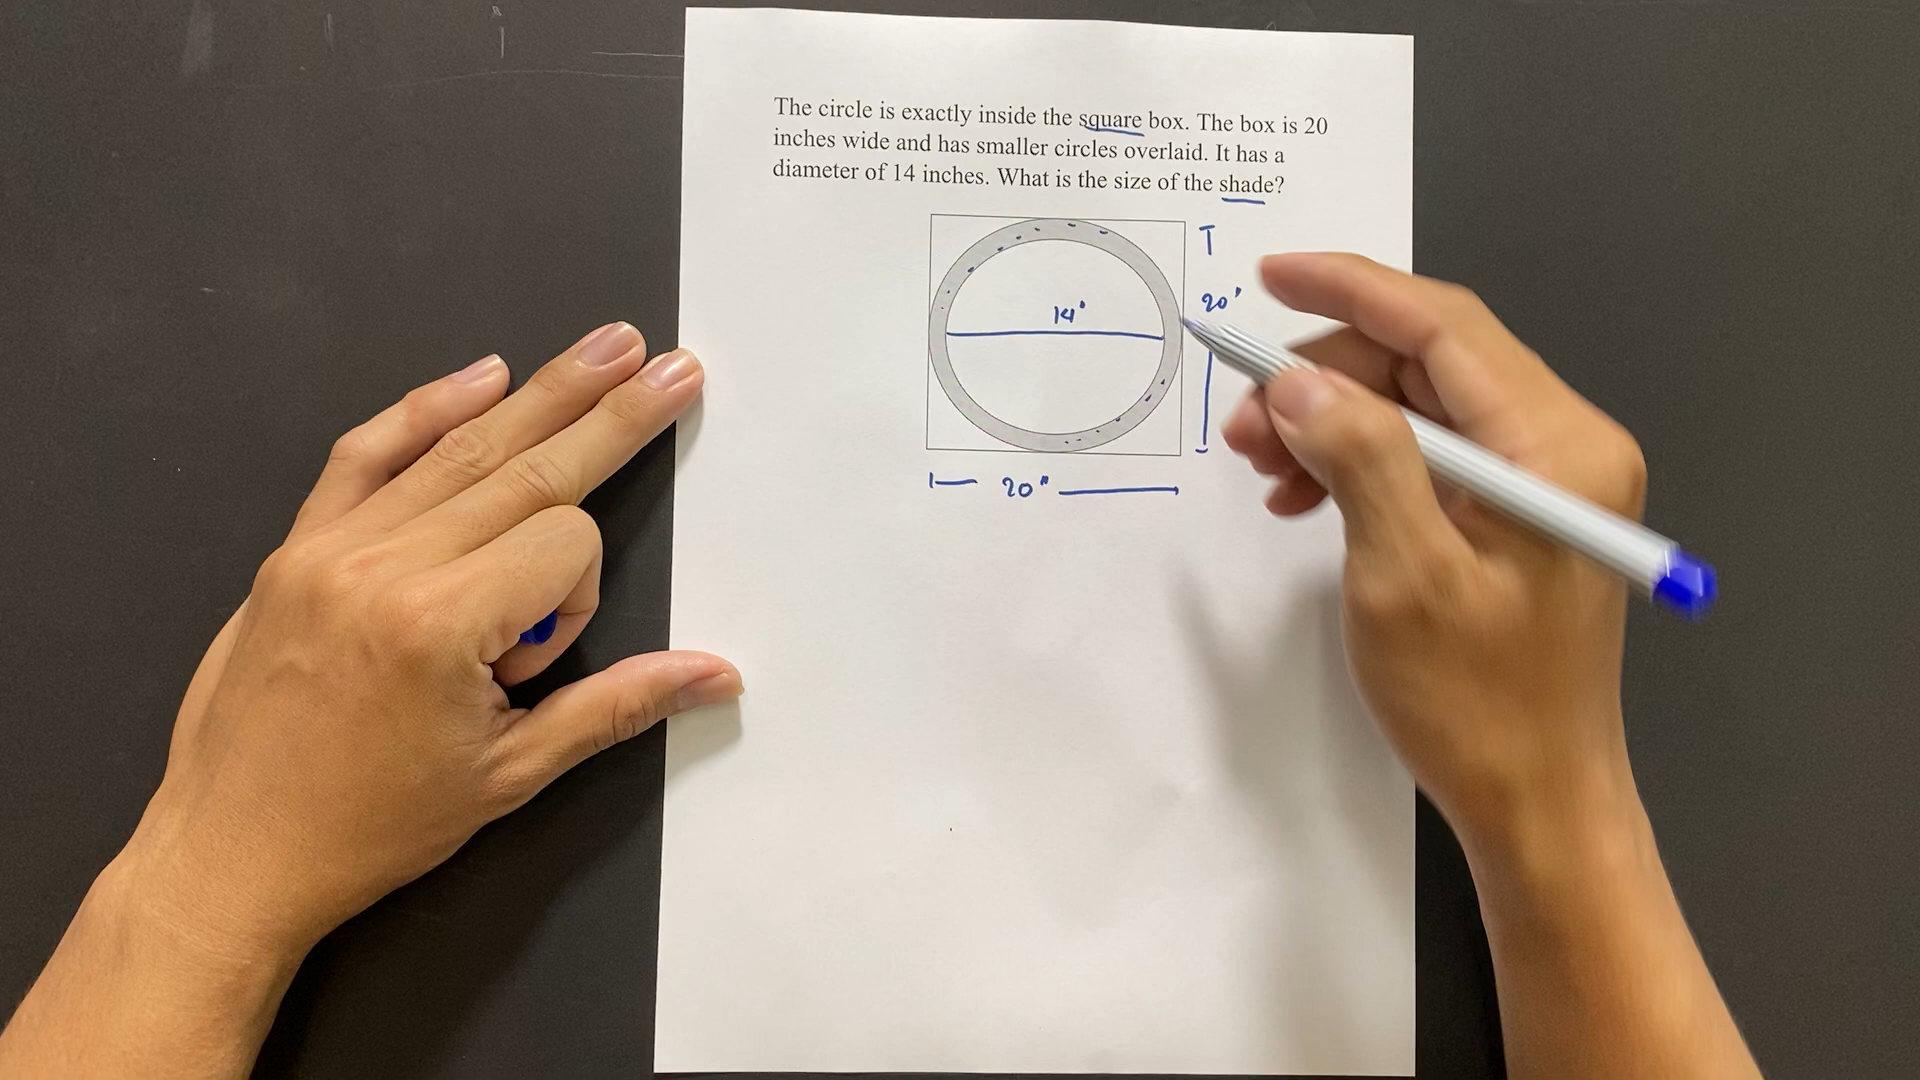 The circle is exactly inside the square box. The box is 20
inches wide and has smaller circles overlaid. It has a
diameter of 14 inches. What is the size of the shade?
14"
20"
20"